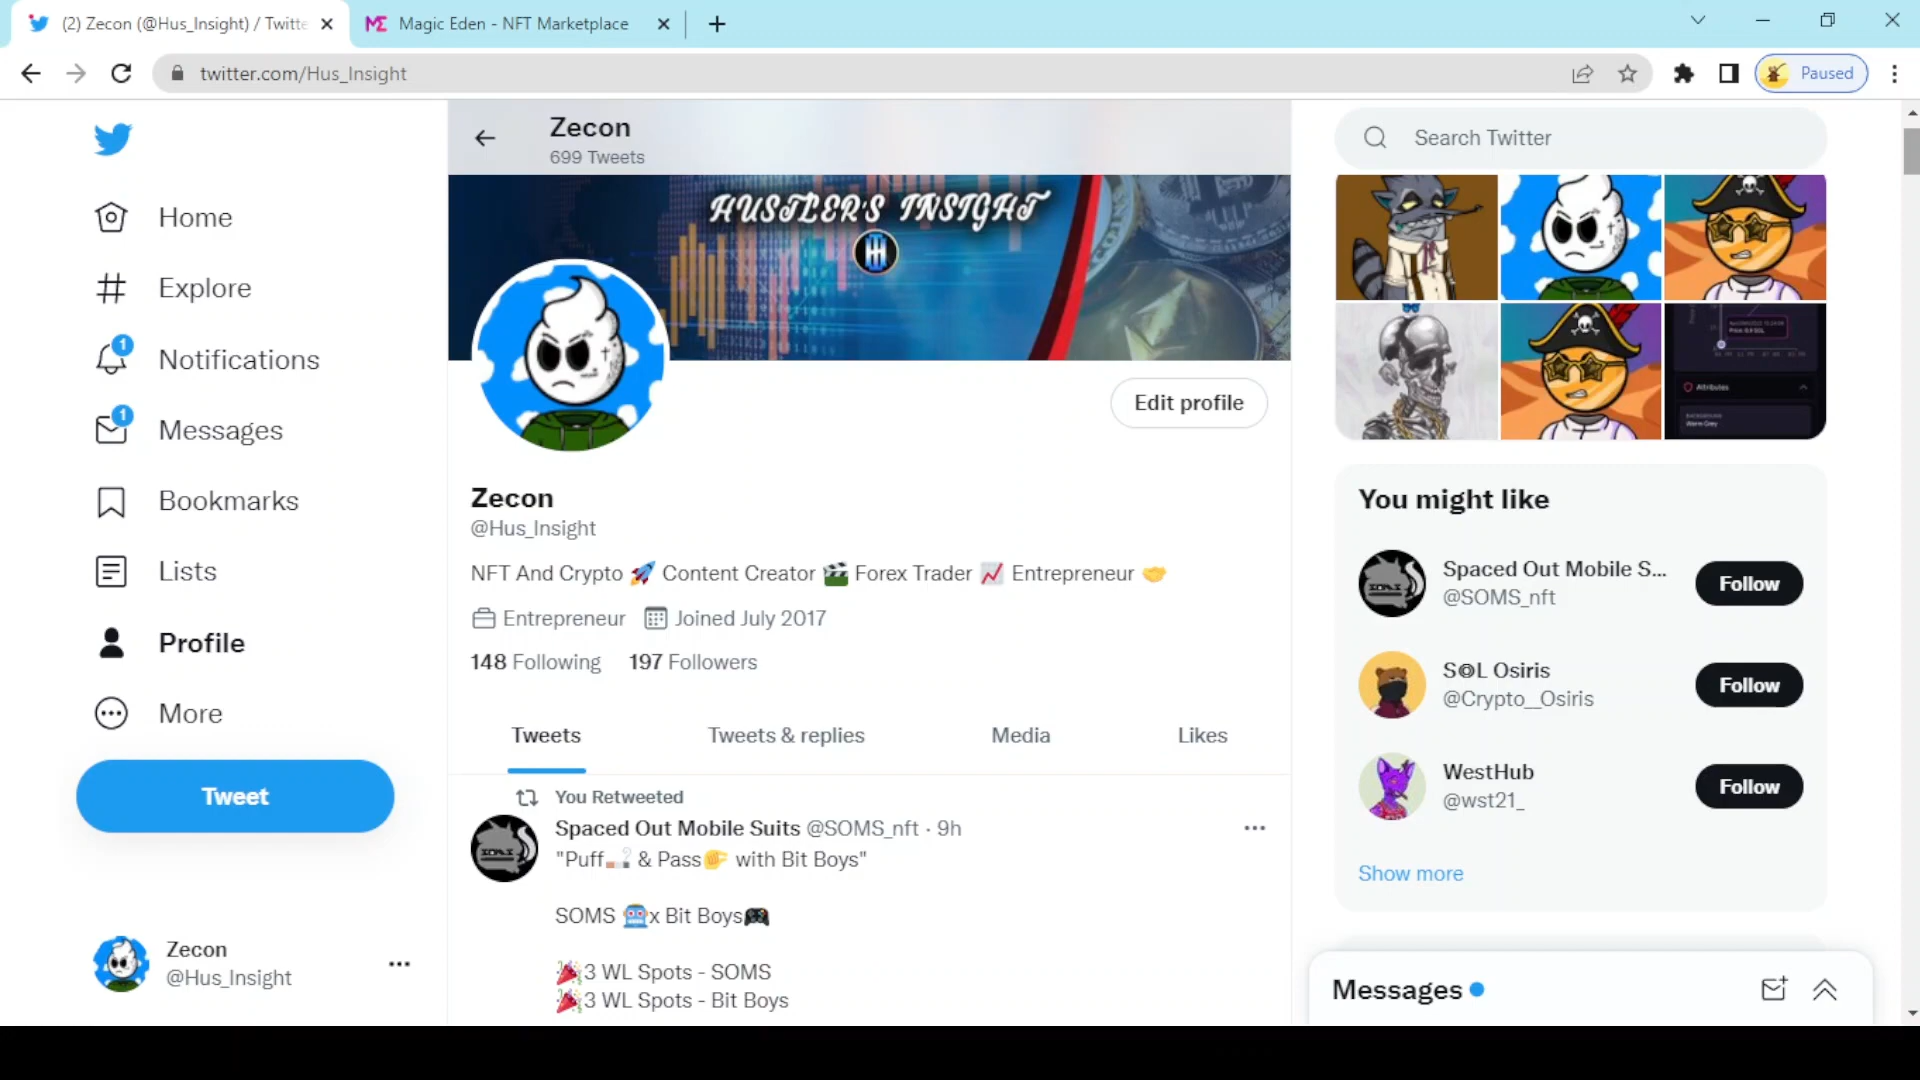 (2) Zecon (@Hus_Insight) / Twitte
Magic Eden - NFT Marketplace
twitter.com/Hus_Insight
Paused
Home
Explore
1
Notifications
1
Messages
Bookmarks
Lists
Profile
More
Tweet
Zecon
@Hus_Insight
Zecon
699 Tweets
HUSTLER'S INSIGHT
Edit profile
Zecon
@Hus_Insight
NFT And Crypto 🚀 Content Creator 🎬 Forex Trader 📈 Entrepreneur 🤝
Entrepreneur Joined July 2017
148 Following 197 Followers
Tweets Tweets & replies Media Likes
You Retweeted
Spaced Out Mobile Suits @SOMS_nft · 9h
"Puff🚬 & Pass🤛 with Bit Boys"
SOMS 🤖x Bit Boys🎮
🎉3 WL Spots - SOMS
🎉3 WL Spots - Bit Boys
Search Twitter
Attributes
You might like
Spaced Out Mobile S...
@SOMS_nft
Follow
S◎L Osiris
@Crypto__Osiris
Follow
WestHub
@wst21_
Follow
Show more
Messages